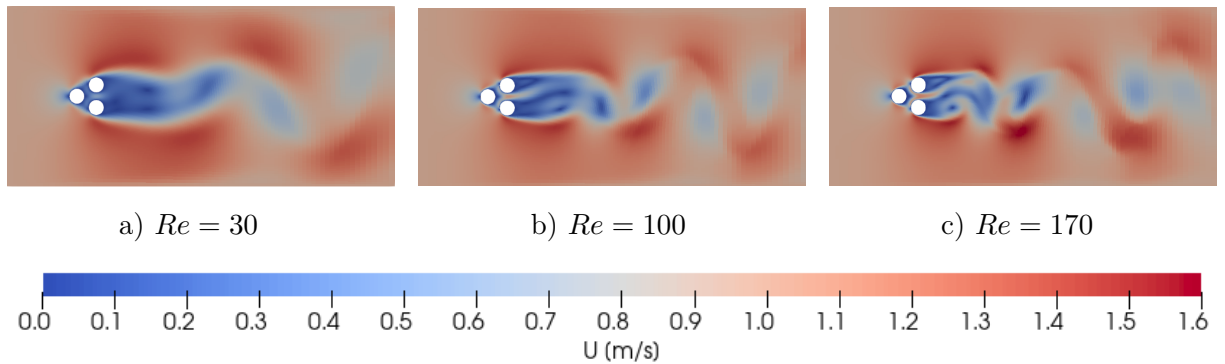 a) Re = 30
b) Re = 100
c) Re = 170
0.0 0.1 0.2 0.3 0.4 0.5 0.6 0.7 0.8 0.9 1.0 1.1 1.2 1.3 1.4 1.5 1.6
U (m/s)